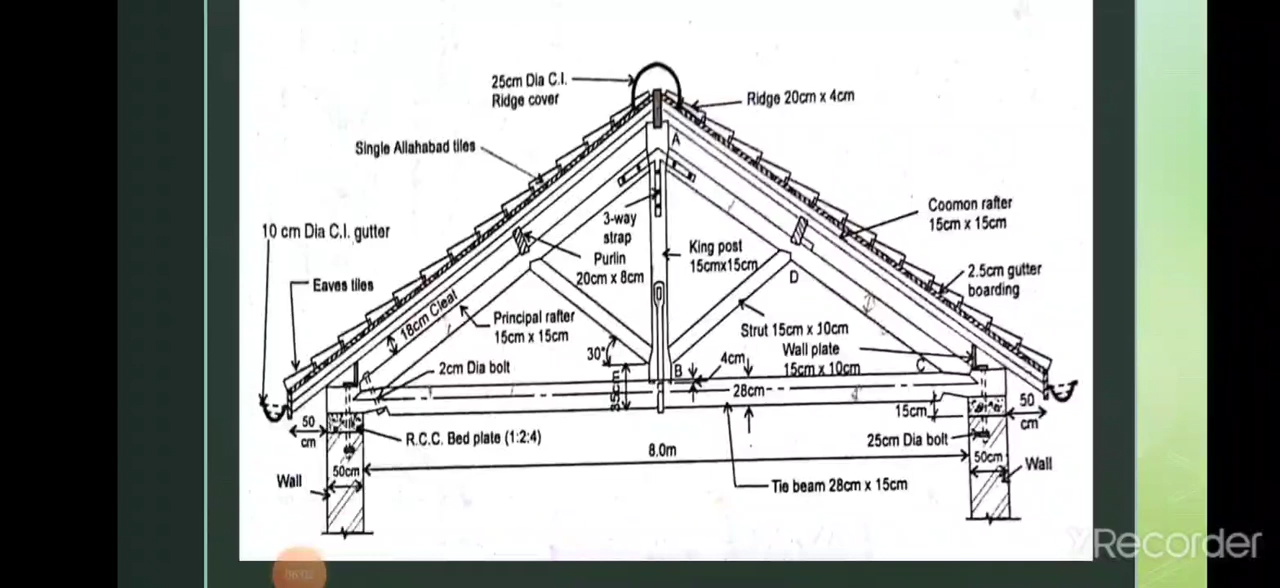 25cm Dia C.I.
Ridge cover
Ridge 20cm x 4cm
A
Single Allahabad tiles
Coomon rafter
15cm x 15cm
10 cm Dia C.I. gutter
3-way
strap
King post
15cmx15cm
Purlin
20cm x 8cm
2.5cm gutter
boarding
Eaves tiles
D
18cm Cleat
Principal rafter
15cm x 15cm
Strut 15cm x 10cm
Wall plate
15cm x 10cm
30°
4cm
B
C
2cm Dia bolt
28cm
15cm
50
cm
50
cm
R.C.C. Bed plate (1:2:4)
25cm Dia bolt
8.0m
50cm
50cm
Wall
Wall
Tie beam 28cm x 15cm
Recorder